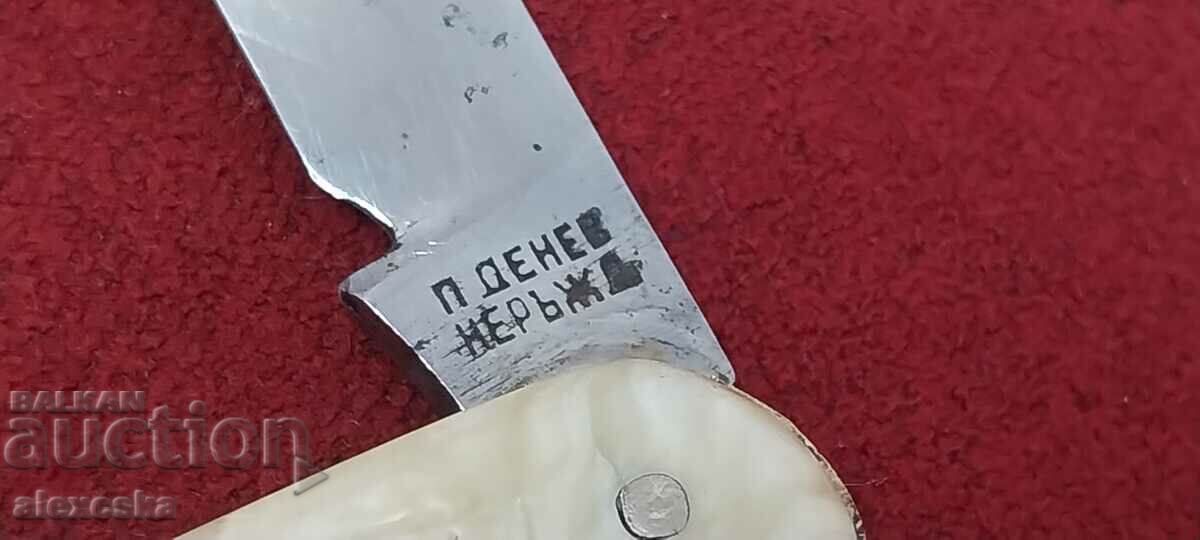 П ДЕНЕВ
НЕРЪЖД
BALKAN
auction
alexcska